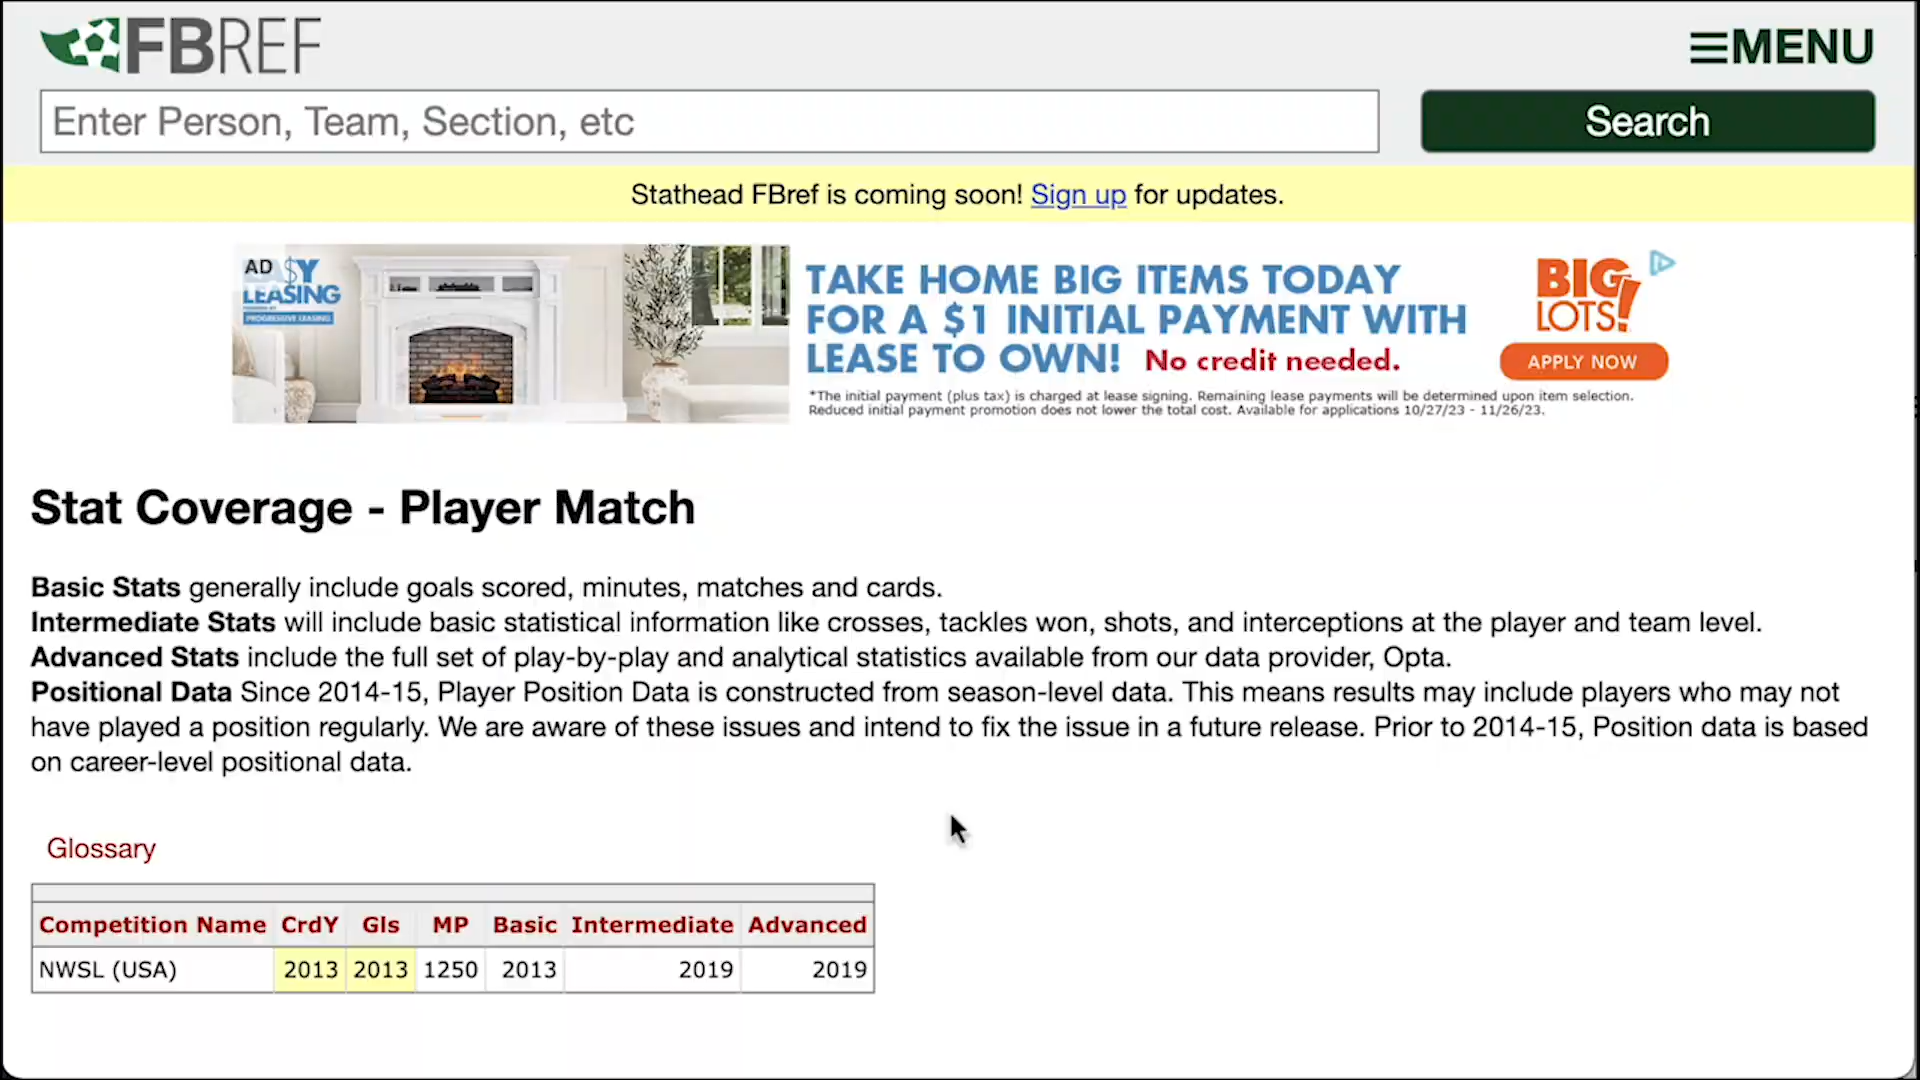 FBREF
MENU
Enter Person, Team, Section, etc
Search
Stathead FBref is coming soon! Sign up for updates.
AD
LEASING
PROGRESSIVE LEASING
TAKE HOME BIG ITEMS TODAY
FOR A $1 INITIAL PAYMENT WITH
LEASE TO OWN! No credit needed.
*The initial payment (plus tax) is charged at lease signing. Remaining lease payments will be determined upon item selection.
Reduced initial payment promotion does not lower the total cost. Available for applications 10/27/23 - 11/26/23.
BIG
LOTS!
APPLY NOW
Stat Coverage - Player Match
Basic Stats generally include goals scored, minutes, matches and cards.
Intermediate Stats will include basic statistical information like crosses, tackles won, shots, and interceptions at the player and team level.
Advanced Stats include the full set of play-by-play and analytical statistics available from our data provider, Opta.
Positional Data Since 2014-15, Player Position Data is constructed from season-level data. This means results may include players who may not
have played a position regularly. We are aware of these issues and intend to fix the issue in a future release. Prior to 2014-15, Position data is based
on career-level positional data.
Glossary
Competition Name CrdY Gls MP Basic Intermediate Advanced
NWSL (USA) 2013 2013 1250 2013 2019 2019